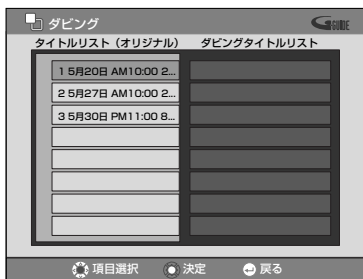 ダビング
GGUIDE
タイトルリスト（オリジナル） ダビングタイトルリスト
1 5月20日 AM10:00 2...
2 5月27日 AM10:00 2...
3 5月30日 PM11:00 8...
項目選択 決定 戻る